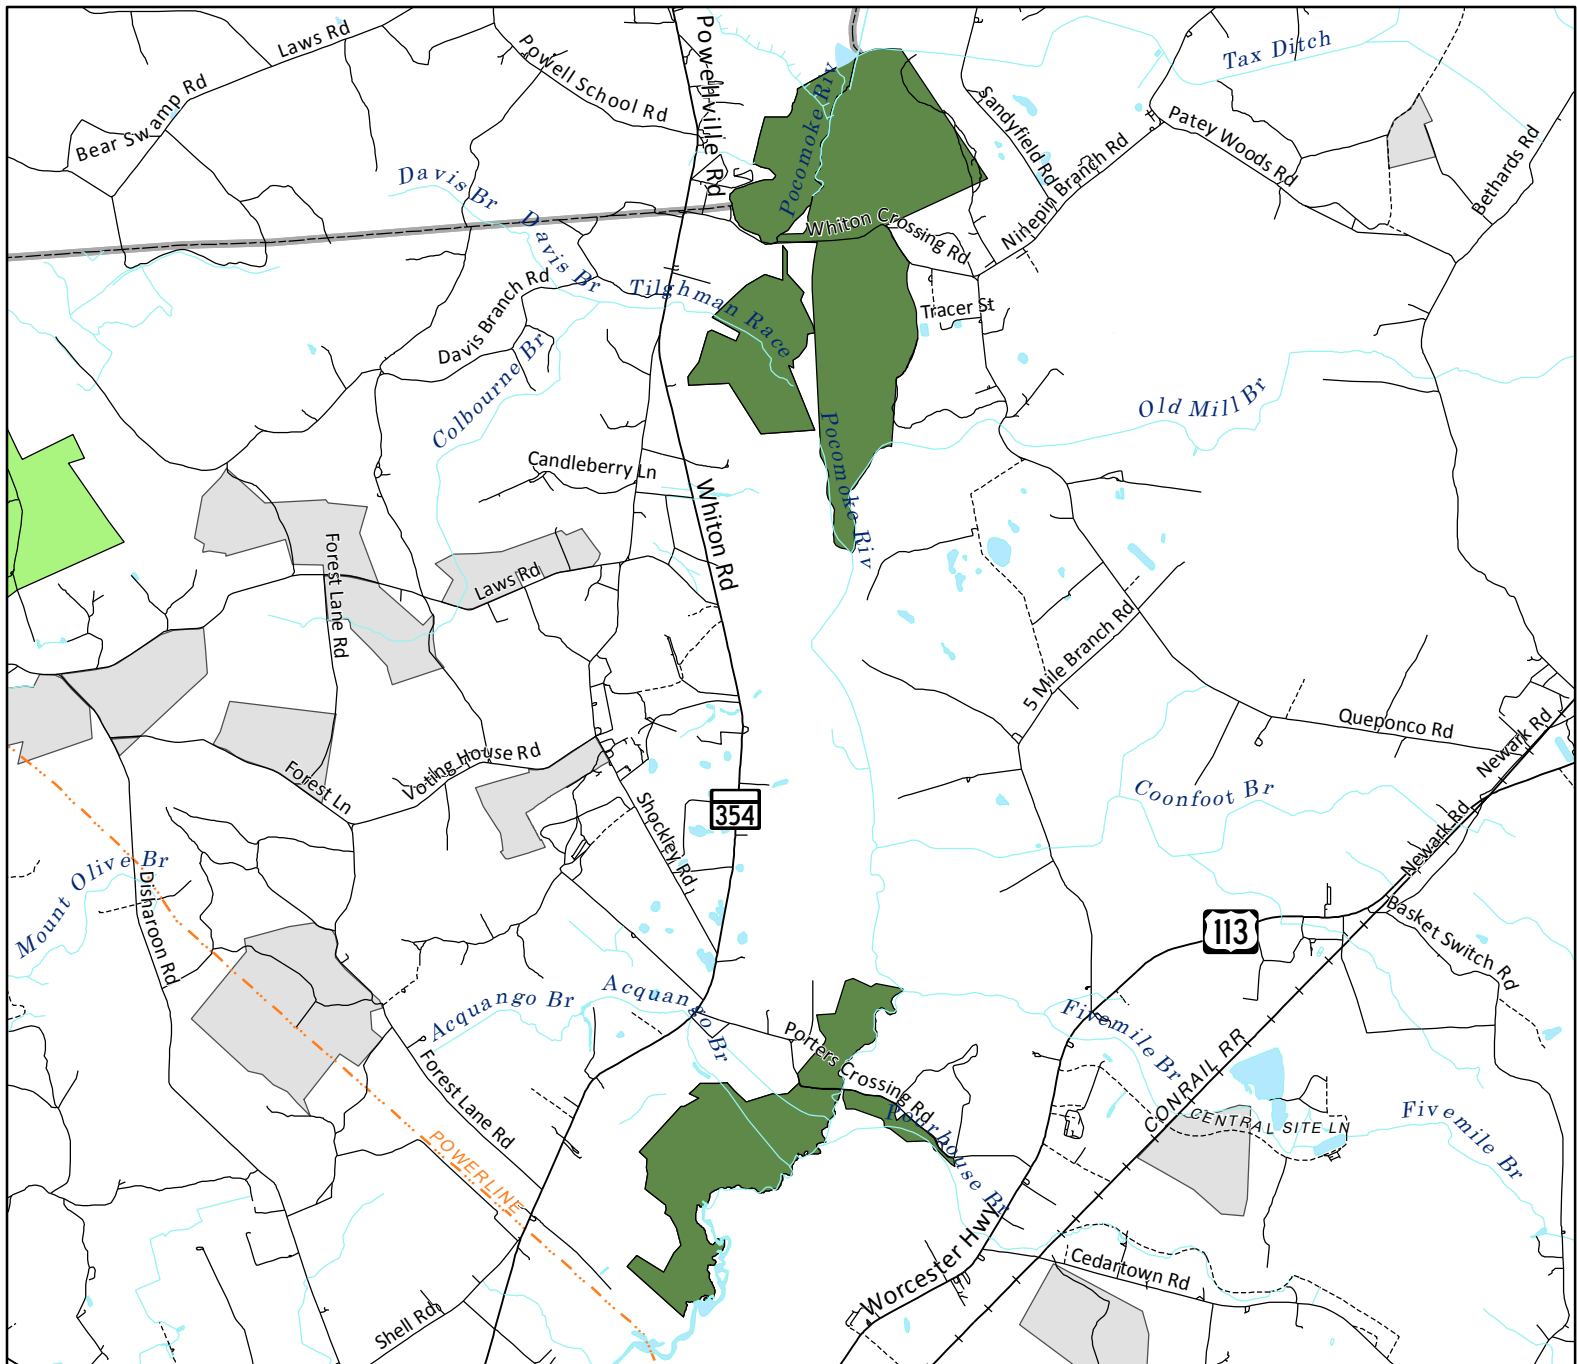 Laws Rd
Powell School Rd
Powellville Rd
Pocomoke Riv
Tax Ditch
Bear Swamp Rd
Sandyfield Rd
Ninepin Branch Rd
Patey Woods Rd
Bethards Rd
Davis Br
Davis Br
Whiton Crossing Rd
Tilghman Race
Tracer St
Davis Branch Rd
Colbourne Br
Old Mill Br
Pocomoke Riv
Candleberry Ln
Whiton Rd
Forest Lane Rd
Laws Rd
5 Mile Branch Rd
Queponco Rd
Newark Rd
Voting House Rd
Forest Ln
Shockley Rd
354
Coonfoot Br
Newark Rd
Mount Olive Br
Disharoon Rd
113
Basket Switch Rd
Acquango Br
Acquango Br
Fivemile Br
Porters Crossing Rd
Forest Lane Rd
CONRAIL RR
Pourhouse Br
CENTRAL SITE LN
Fivemile Br
POWERLINE
Worcester Hwy
Cedartown Rd
Shell Rd